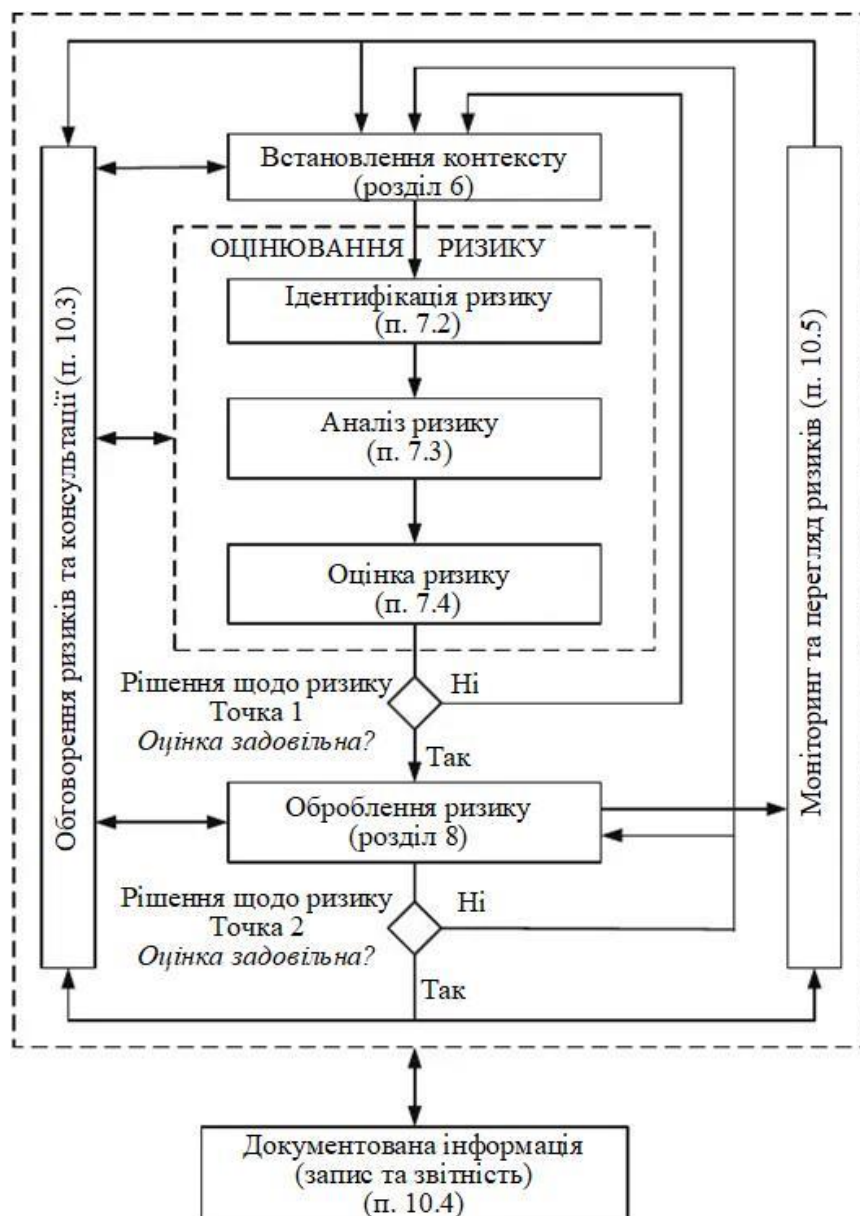 Встановлення контексту
(розділ 6)
ОЦІНЮВАННЯ РИЗИКУ
Ідентифікація ризику
(п. 7.2)
Аналіз ризику
(п. 7.3)
Оцінка ризику
(п. 7.4)
Рішення щодо ризику
Точка 1
Оцінка задовільна?
Ні
Так
Оброблення ризику
(розділ 8)
Рішення щодо ризику
Точка 2
Оцінка задовільна?
Ні
Так
Обговорення ризиків та консультації (п. 10.3)
Моніторинг та перегляд ризиків (п. 10.5)
Документована інформація
(запис та звітність)
(п. 10.4)